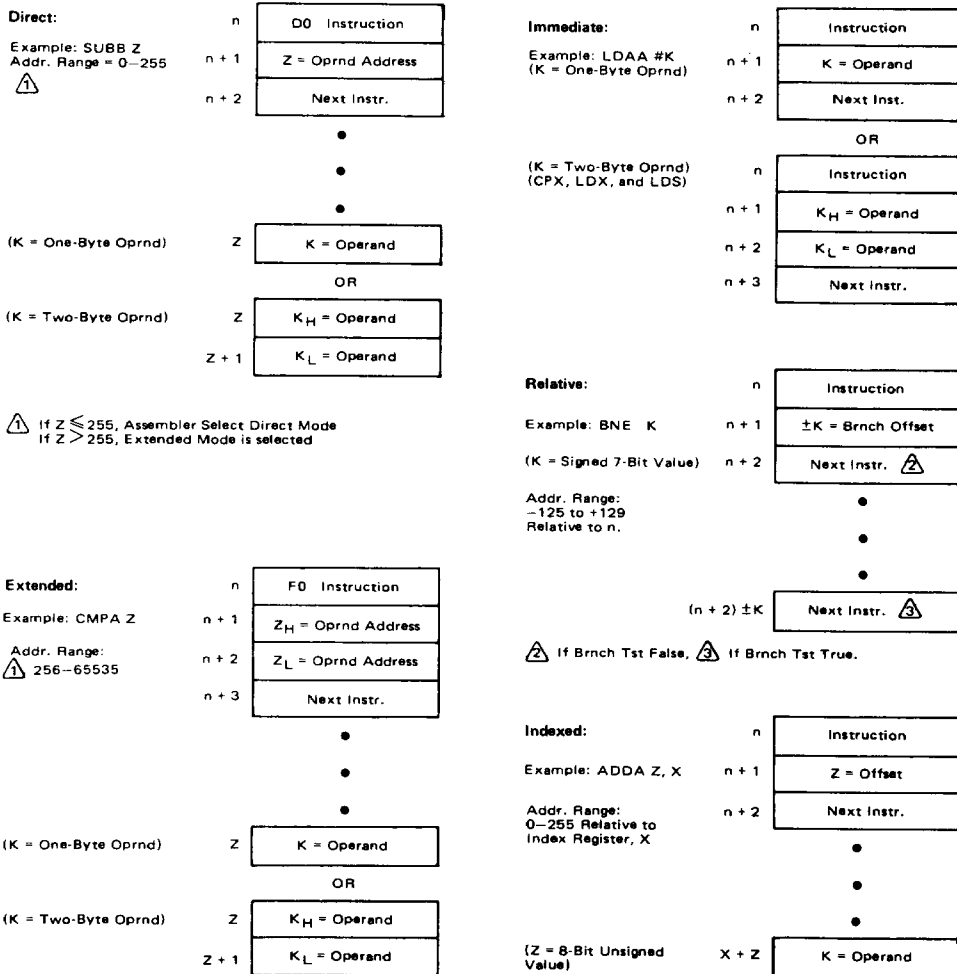 Direct:
n
D0 Instruction
Example: SUBB Z
Addr. Range = 0–255
1
n + 1
Z = Oprnd Address
n + 2
Next Instr.
(K = One-Byte Oprnd)
Z
K = Operand
OR
(K = Two-Byte Oprnd)
Z
KH = Operand
Z + 1
KL = Operand
1 If Z ≤ 255, Assembler Select Direct Mode
If Z > 255, Extended Mode is selected
Extended:
n
F0 Instruction
Example: CMPA Z
n + 1
ZH = Oprnd Address
Addr. Range:
1 256–65535
n + 2
ZL = Oprnd Address
n + 3
Next Instr.
(K = One-Byte Oprnd)
Z
K = Operand
OR
(K = Two-Byte Oprnd)
Z
KH = Operand
Z + 1
KL = Operand
Immediate:
n
Instruction
Example: LDAA #K
(K = One-Byte Oprnd)
n + 1
K = Operand
n + 2
Next Inst.
OR
(K = Two-Byte Oprnd)
(CPX, LDX, and LDS)
n
Instruction
n + 1
KH = Operand
n + 2
KL = Operand
n + 3
Next Instr.
Relative:
n
Instruction
Example: BNE K
n + 1
±K = Brnch Offset
(K = Signed 7-Bit Value)
n + 2
Next Instr. 2
Addr. Range:
–125 to +129
Relative to n.
(n + 2) ±K
Next Instr. 3
2 If Brnch Tst False, 3 If Brnch Tst True.
Indexed:
n
Instruction
Example: ADDA Z, X
n + 1
Z = Offset
Addr. Range:
0–255 Relative to
Index Register, X
n + 2
Next Instr.
(Z = 8-Bit Unsigned
Value)
X + Z
K = Operand